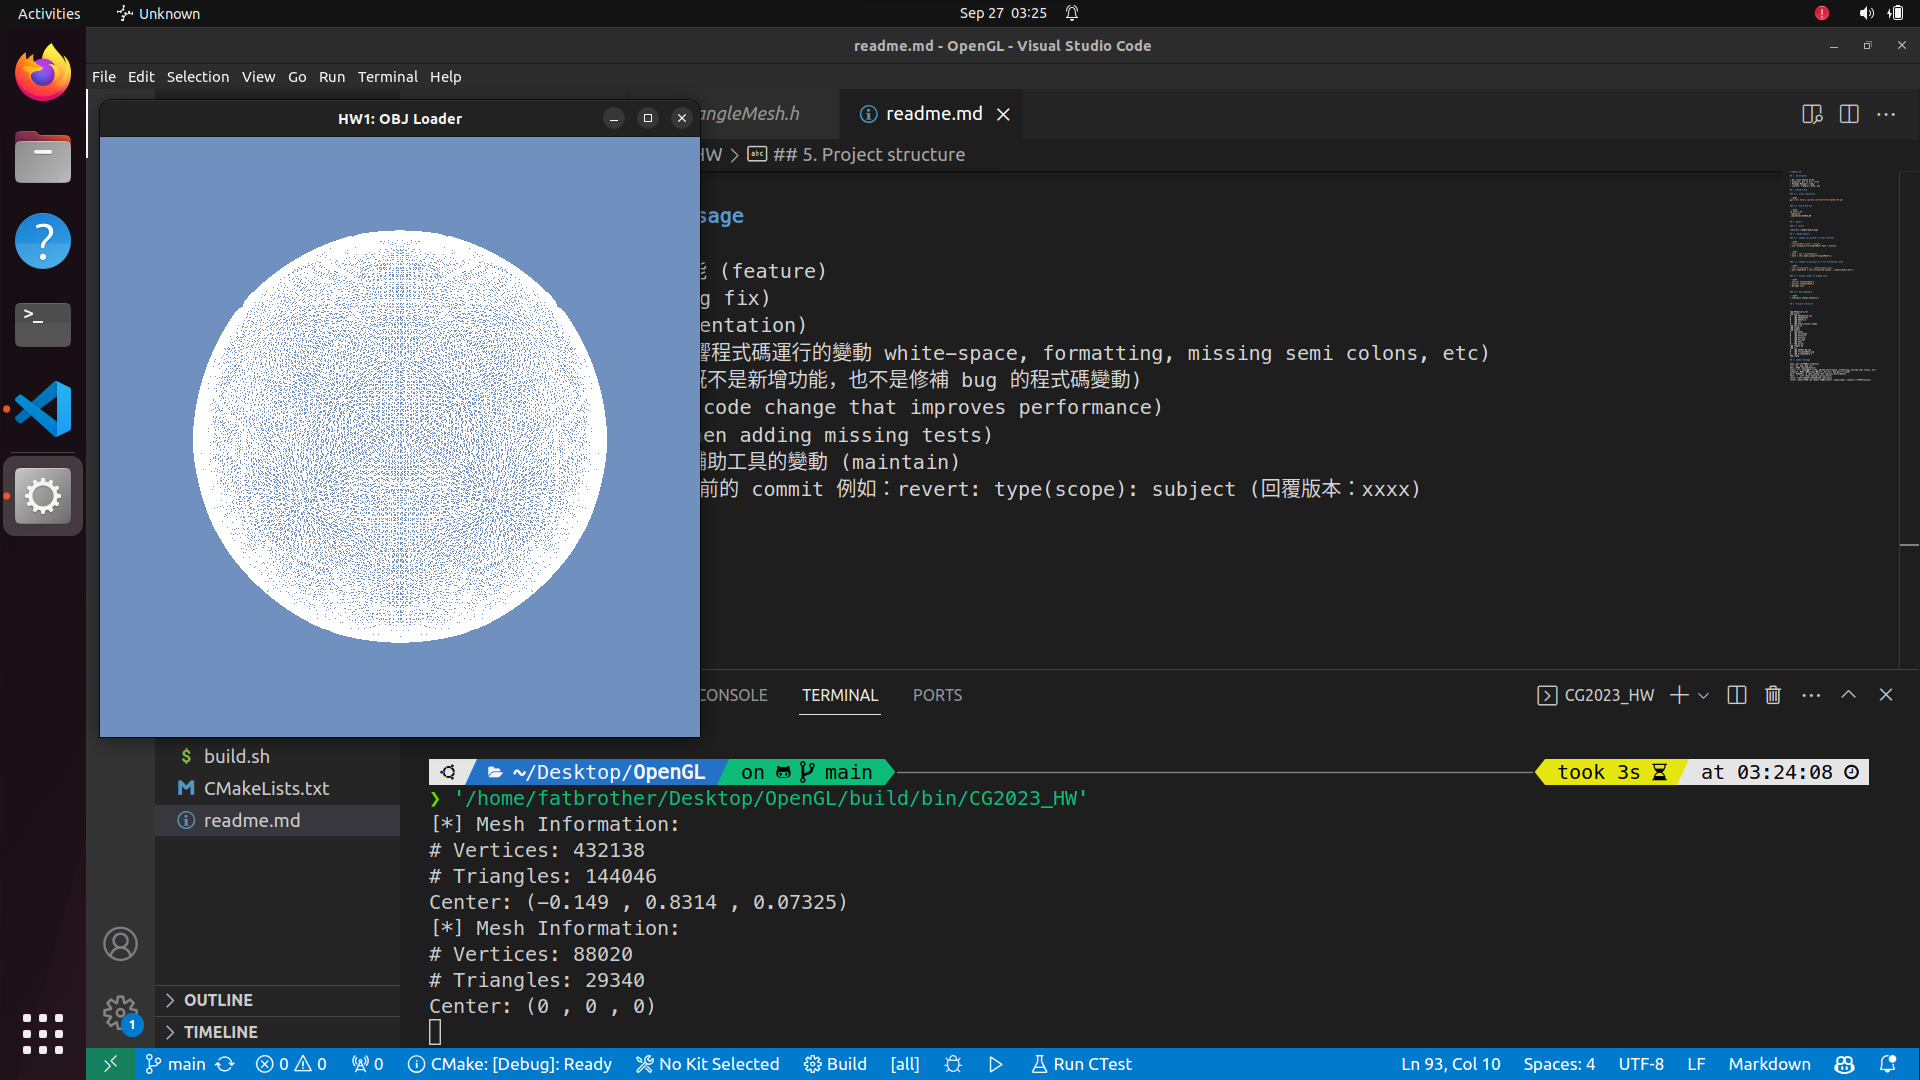 Activities
Unknown
Sep 27 03:25
readme.md - OpenGL - Visual Studio Code
File Edit Selection View Go Run Terminal Help
HW1: OBJ Loader
angleMesh.h
readme.md
HW > ## 5. Project structure
sage
(feature)
g fix)
entation)
響程式碼運行的變動 white-space, formatting, missing semi colons, etc)
既不是新增功能，也不是修補 bug 的程式碼變動)
code change that improves performance)
en adding missing tests)
輔助工具的變動 (maintain)
前的 commit 例如：revert: type(scope): subject (回覆版本：xxxx)
CONSOLE
TERMINAL
PORTS
CG2023_HW
build.sh
CMakeLists.txt
readme.md
OUTLINE
TIMELINE
1
~/Desktop/OpenGL on main
took 3s at 03:24:08
❯ '/home/fatbrother/Desktop/OpenGL/build/bin/CG2023_HW'
[*] Mesh Information:
# Vertices: 432138
# Triangles: 144046
Center: (-0.149 , 0.8314 , 0.07325)
[*] Mesh Information:
# Vertices: 88020
# Triangles: 29340
Center: (0 , 0 , 0)
main 0 0 0 CMake: [Debug]: Ready No Kit Selected Build [all] Run CTest Ln 93, Col 10 Spaces: 4 UTF-8 LF Markdown